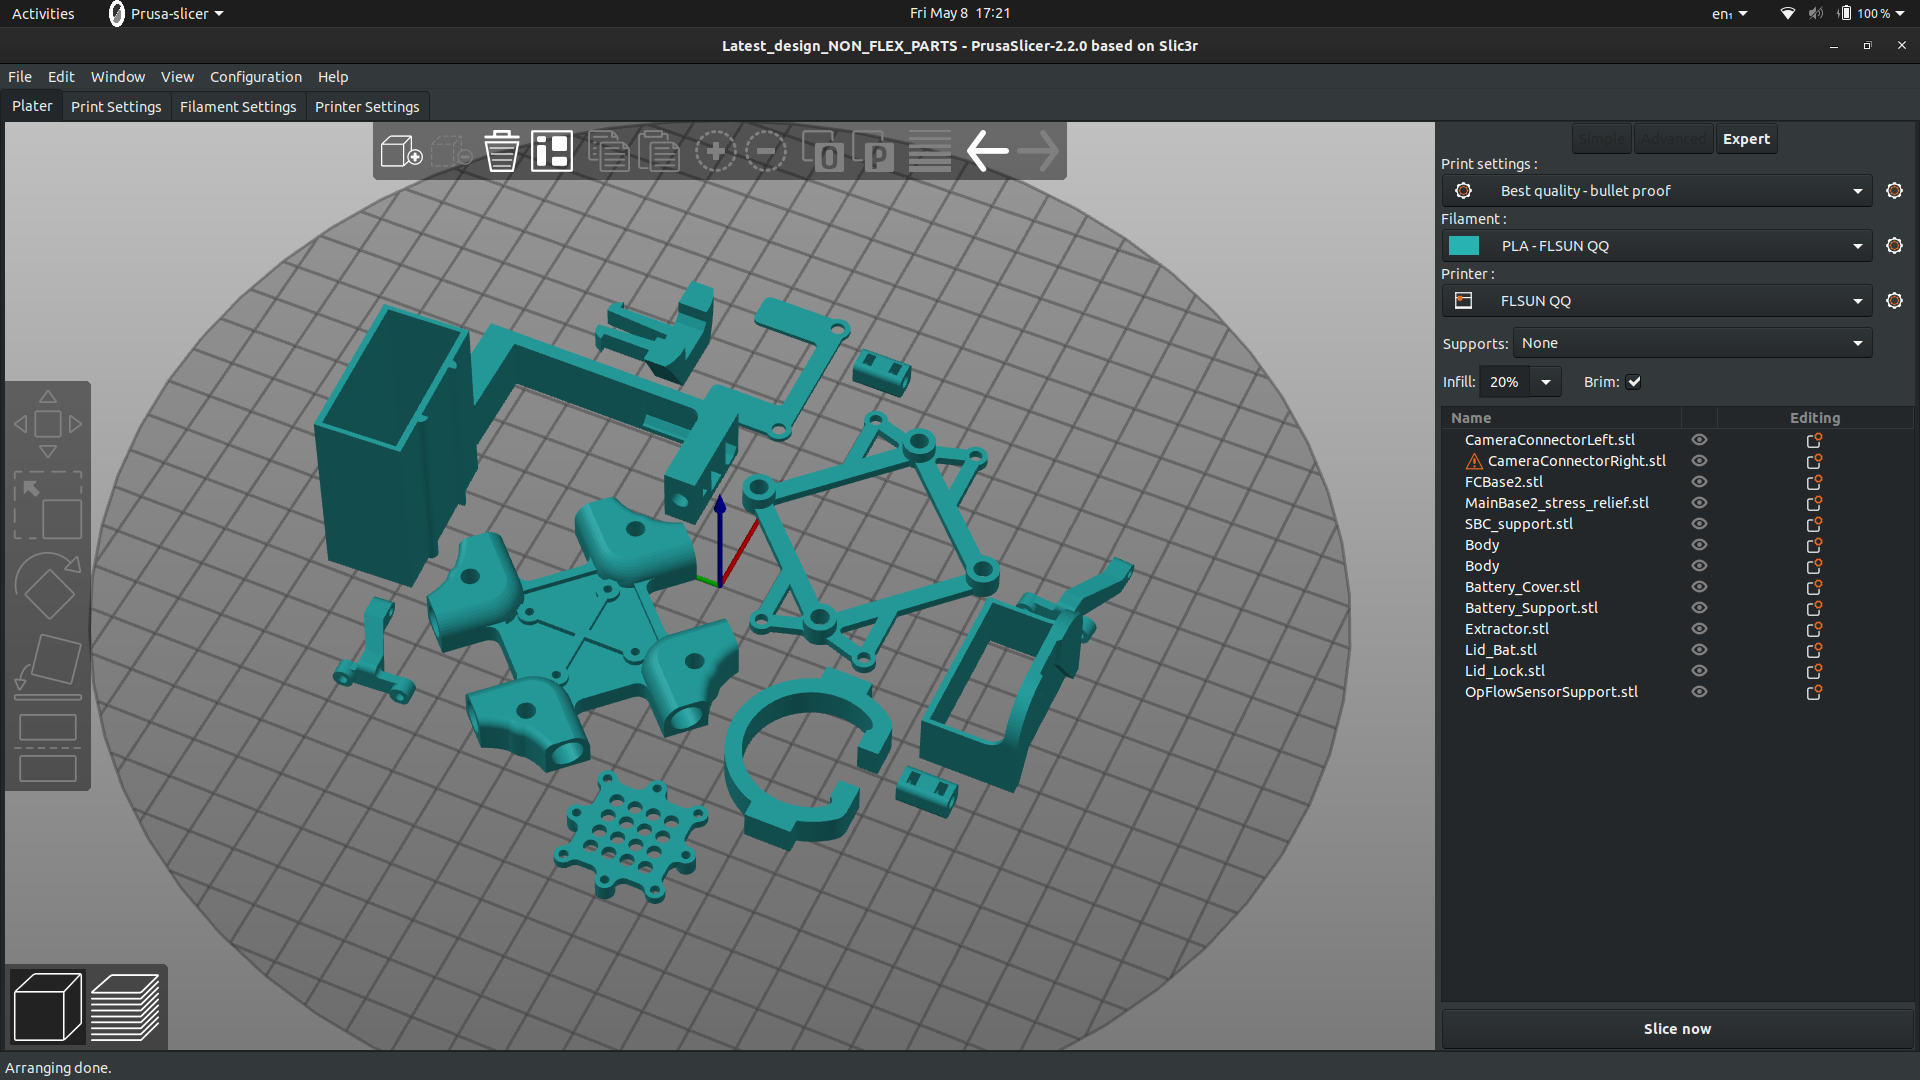 Activities
Prusa-slicer
Fri May 8 17:21
en₁
100 %
Latest_design_NON_FLEX_PARTS - PrusaSlicer-2.2.0 based on Slic3r
File Edit Window View Configuration Help
Plater Print Settings Filament Settings Printer Settings
O P
Simple Advanced Expert
Print settings :
Best quality - bullet proof
Filament :
PLA - FLSUN QQ
Printer :
FLSUN QQ
Supports: None
Infill: 20% Brim:
Name Editing
CameraConnectorLeft.stl
CameraConnectorRight.stl
FCBase2.stl
MainBase2_stress_relief.stl
SBC_support.stl
Body
Body
Battery_Cover.stl
Battery_Support.stl
Extractor.stl
Lid_Bat.stl
Lid_Lock.stl
OpFlowSensorSupport.stl
Slice now
Arranging done.